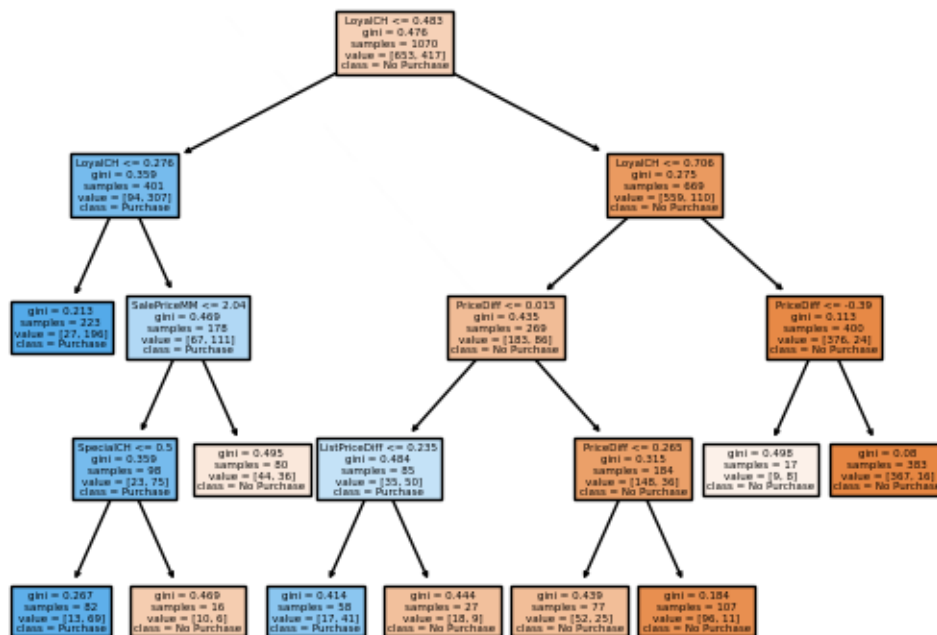 LoyalCH <= 0.483
gini = 0.476
samples = 1070
value = [653, 417]
class = No Purchase
LoyalCH <= 0.276
gini = 0.359
samples = 401
value = [94, 307]
class = Purchase
LoyalCH <= 0.706
gini = 0.275
samples = 669
value = [559, 110]
class = No Purchase
gini = 0.213
samples = 223
value = [27, 196]
class = Purchase
SalePriceMM <= 2.04
gini = 0.469
samples = 178
value = [67, 111]
class = Purchase
PriceDiff <= 0.015
gini = 0.435
samples = 269
value = [183, 86]
class = No Purchase
PriceDiff <= -0.39
gini = 0.113
samples = 400
value = [376, 24]
class = No Purchase
SpecialCH <= 0.5
gini = 0.359
samples = 98
value = [23, 75]
class = Purchase
gini = 0.495
samples = 80
value = [44, 36]
class = No Purchase
ListPriceDiff <= 0.235
gini = 0.484
samples = 85
value = [35, 50]
class = Purchase
PriceDiff <= 0.265
gini = 0.315
samples = 184
value = [148, 36]
class = No Purchase
gini = 0.498
samples = 17
value = [9, 8]
class = No Purchase
gini = 0.08
samples = 383
value = [367, 16]
class = No Purchase
gini = 0.267
samples = 82
value = [13, 69]
class = Purchase
gini = 0.469
samples = 16
value = [10, 6]
class = No Purchase
gini = 0.414
samples = 58
value = [17, 41]
class = Purchase
gini = 0.444
samples = 27
value = [18, 9]
class = No Purchase
gini = 0.439
samples = 77
value = [52, 25]
class = No Purchase
gini = 0.184
samples = 107
value = [96, 11]
class = No Purchase